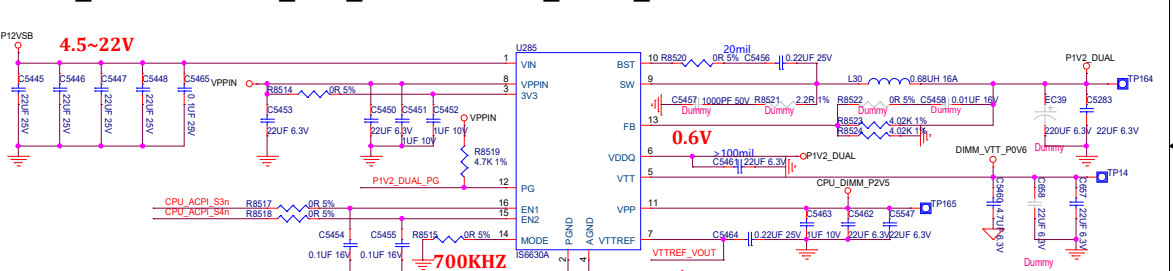 P12VSB
4.5~22V
C5445
22UF 25V
C5446
22UF 25V
C5447
22UF 25V
C5448
22UF 25V
C5465
0.1UF 25V
VPPIN
R8514
0R 5%
C5453
22UF 6.3V
C5450
22UF 6.3V
C5451
1UF 10V
C5452
1UF 10V
VPPIN
R8519
4.7K 1%
P1V2_DUAL_PG
CPU_ACPI_S3n
R8517
0R 5%
CPU_ACPI_S4n
R8518
0R 5%
C5454
0.1UF 16V
C5455
0.1UF 16V
R8515
0R 5%
700KHZ
U285
1
VIN
8
VPPIN
3
3V3
12
PG
16
EN1
15
EN2
14
MODE
IS6630A
PGND
2
AGND
4
BST
10
SW
9
FB
13
VDDQ
6
VTT
5
VPP
11
VTTREF
7
20mil
R8520
0R 5%
C5456
0.22UF 25V
L30
0.68UH 16A
P1V2_DUAL
TP164
C5457
1000PF 50V
Dummy
R8521
2.2R 1%
Dummy
R8522
0R 5%
Dummy
C5458
0.01UF 16V
Dummy
R8523
4.02K 1%
R8524
4.02K 1%
EC39
220UF 6.3V
Dummy
C5283
22UF 6.3V
0.6V
>100mil
C5461
22UF 6.3V
P1V2_DUAL
DIMM_VTT_P0V6
TP14
C5460
4.7UF 6.3V
C658
22UF 6.3V
Dummy
C657
22UF 6.3V
CPU_DIMM_P2V5
TP165
C5463
1UF 10V
C5462
22UF 6.3V
C5547
22UF 6.3V
C5464
0.22UF 25V
VTTREF_VOUT